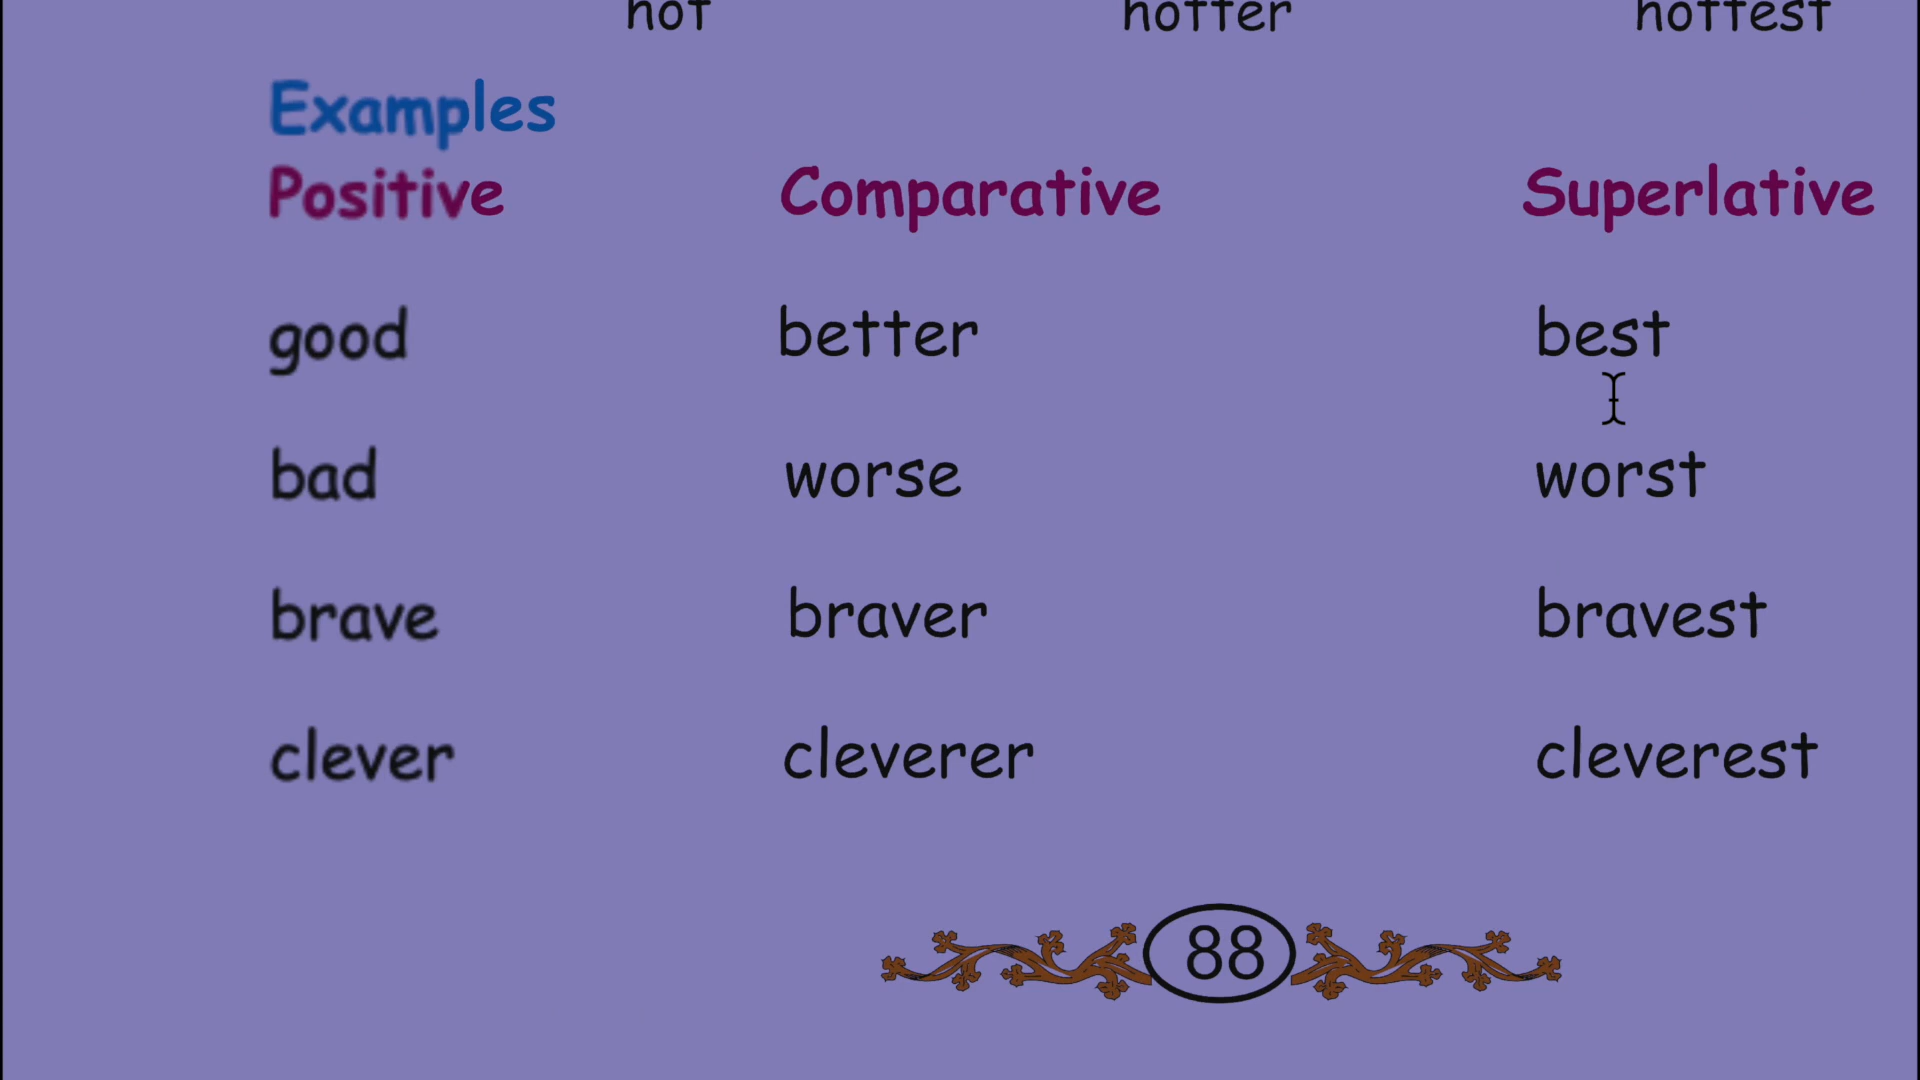 hot hotter hottest
Examples
Positive Comparative Superlative
good better best
bad worse worst
brave braver bravest
clever cleverer cleverest
88